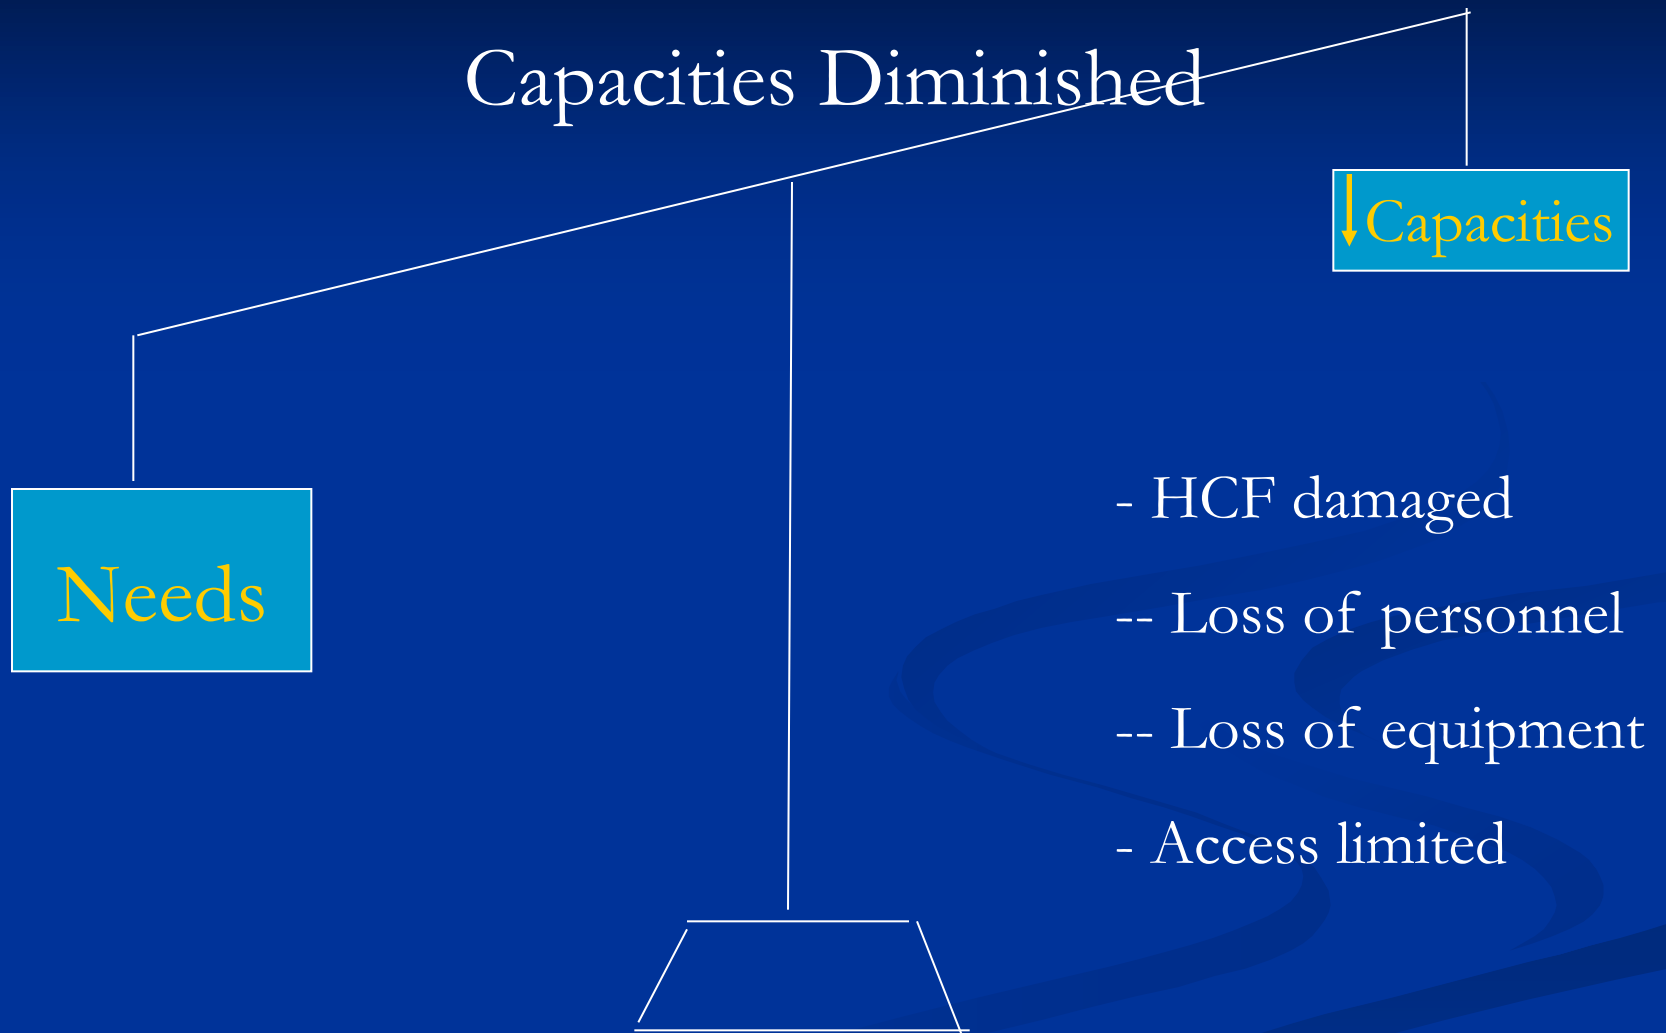 Capacities Diminished
Capacities
Needs
- HCF damaged
-- Loss of personnel
-- Loss of equipment
- Access limited